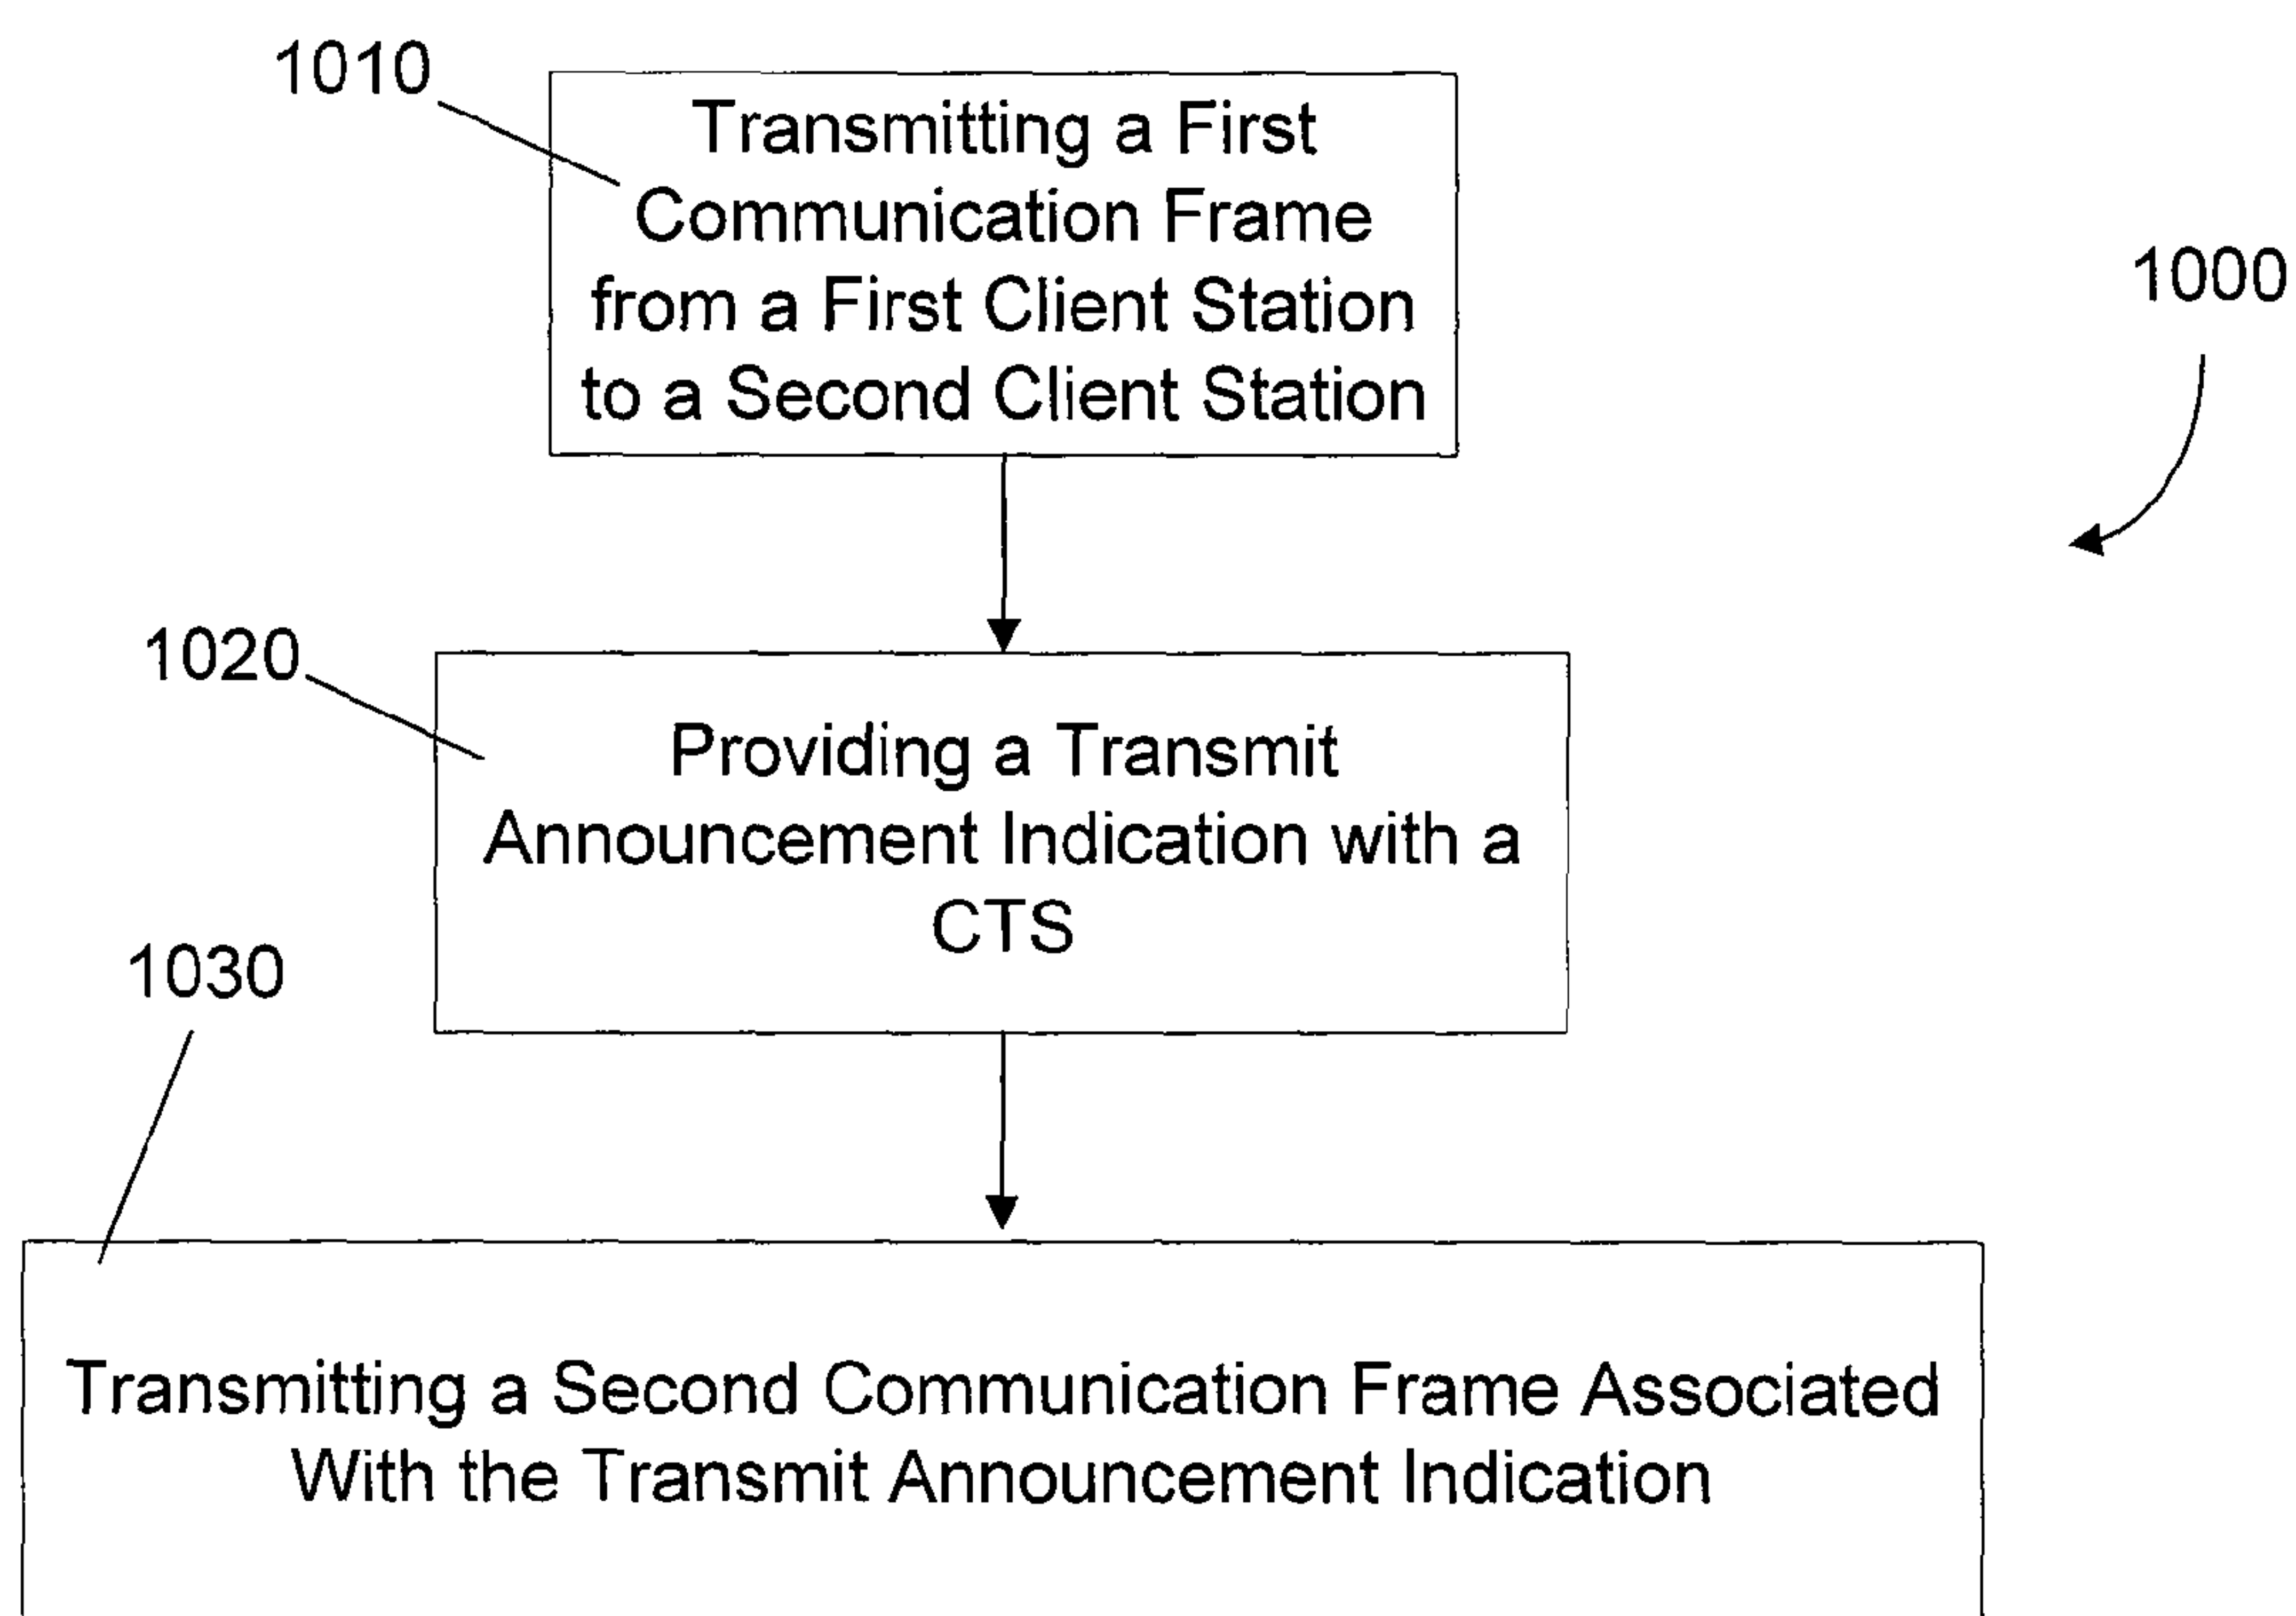 1010
Transmitting a First
Communication Frame
from a First Client Station
to a Second Client Station
1000
1020
Providing a Transmit
Announcement Indication with a
CTS
1030
Transmitting a Second Communication Frame Associated
With the Transmit Announcement Indication